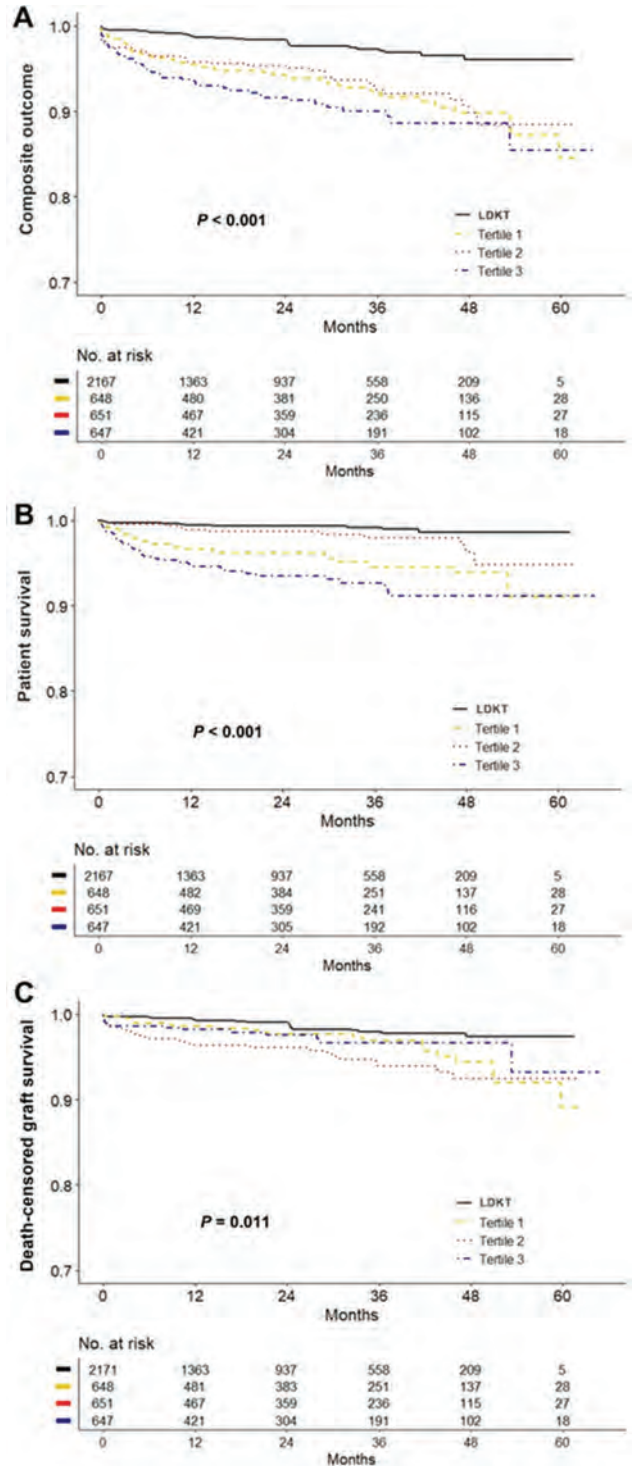 A
Composite outcome
1.0
0.9
0.8
0.7
P < 0.001
LDKT
Tertile 1
Tertile 2
Tertile 3
0 12 24 36 48 60
Months
No. at risk
2167 1363 937 558 209 5
648 480 381 250 136 28
651 467 359 236 115 27
647 421 304 191 102 18
0 12 24 36 48 60
Months
B
Patient survival
1.0
0.9
0.8
0.7
P < 0.001
LDKT
Tertile 1
Tertile 2
Tertile 3
0 12 24 36 48 60
Months
No. at risk
2167 1363 937 558 209 5
648 482 384 251 137 28
651 469 359 241 116 27
647 421 305 192 102 18
0 12 24 36 48 60
Months
C
Death-censored graft survival
1.0
0.9
0.8
0.7
P = 0.011
LDKT
Tertile 1
Tertile 2
Tertile 3
0 12 24 36 48 60
Months
No. at risk
2171 1363 937 558 209 5
648 481 383 251 137 28
651 467 359 236 115 27
647 421 304 191 102 18
0 12 24 36 48 60
Months